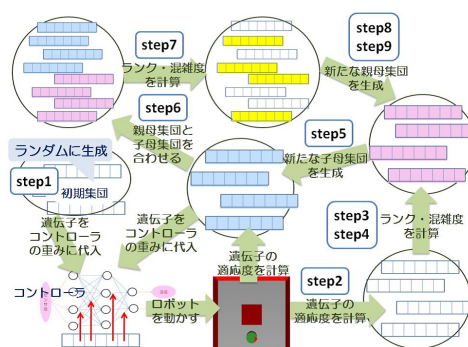 step7
ランク・混雑度
を計算
step8
step9
新たな親母集団
を生成
step6
親母集団と
子母集団を
合わせる
step5
新たな子母集団を
生成
ランダムに生成
step1
初期集団
遺伝子を
コントローラ
の重みに代入
遺伝子を
コントローラ
の重みに代入
step3
step4
ランク・混雑度
を計算
遺伝子の
適応度を計算
step2
遺伝子の
適応度を計算
コントローラ
ロボット
を動かす